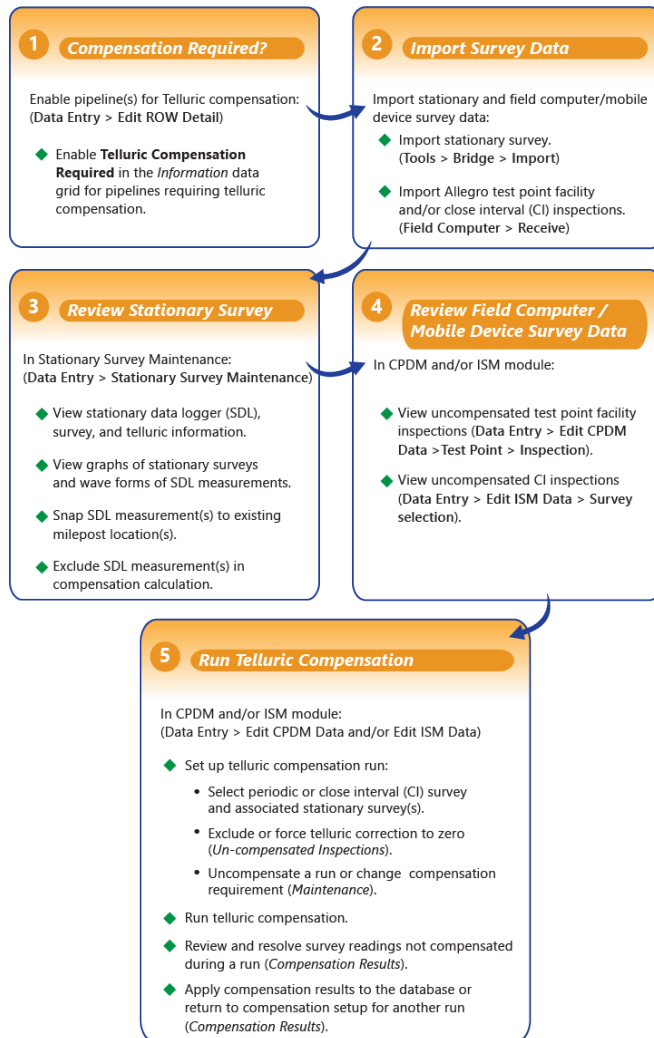 1 Compensation Required?
Enable pipeline(s) for Telluric compensation:
(Data Entry > Edit ROW Detail)
Enable Telluric Compensation
Required in the Information data
grid for pipelines requiring telluric
compensation.
2 Import Survey Data
Import stationary and field computer/mobile
device survey data:
Import stationary survey.
(Tools > Bridge > Import)
Import Allegro test point facility
and/or close interval (CI) inspections.
(Field Computer > Receive)
3 Review Stationary Survey
In Stationary Survey Maintenance:
(Data Entry > Stationary Survey Maintenance)
View stationary data logger (SDL),
survey, and telluric information.
View graphs of stationary surveys
and wave forms of SDL measurements.
Snap SDL measurement(s) to existing
milepost location(s).
Exclude SDL measurement(s) in
compensation calculation.
4 Review Field Computer /
Mobile Device Survey Data
In CPDM and/or ISM module:
View uncompensated test point facility
inspections (Data Entry > Edit CPDM
Data >Test Point > Inspection).
View uncompensated CI inspections
(Data Entry > Edit ISM Data > Survey
selection).
5 Run Telluric Compensation
In CPDM and/or ISM module:
(Data Entry > Edit CPDM Data and/or Edit ISM Data)
Set up telluric compensation run:
• Select periodic or close interval (CI) survey
and associated stationary survey(s).
• Exclude or force telluric correction to zero
(Un-compensated Inspections).
• Uncompensate a run or change compensation
requirement (Maintenance).
Run telluric compensation.
Review and resolve survey readings not compensated
during a run (Compensation Results).
Apply compensation results to the database or
return to compensation setup for another run
(Compensation Results).